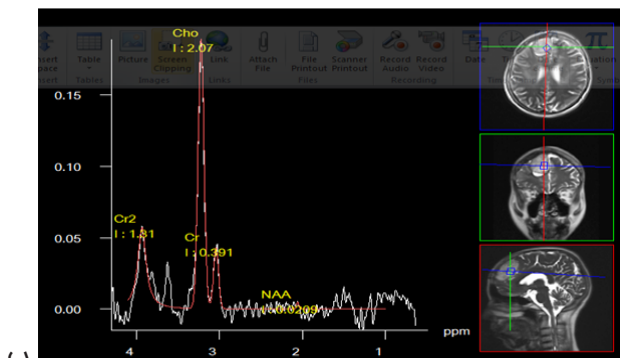 Cho
I : 2.07
Table
Picture
Screen
Clipping
Link
Attach
File
File
Printout
Scanner
Printout
Record
Audio
Record
Video
Date
Tables
Images
Links
Files
Recording
0.15
0.10
Cr2
I : 1.31
0.05
Cr
I : 0.391
NAA
0.00
4
3
2
1
ppm